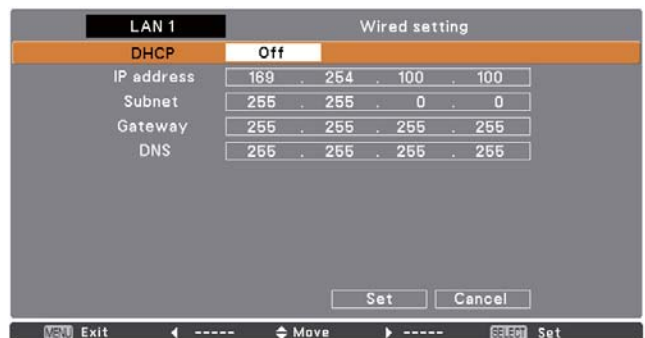 LAN 1 Wired setting
DHCP Off
IP address 169 . 254 . 100 . 100
Subnet 255 . 255 . 0 . 0
Gateway 255 . 255 . 255 . 255
DNS 255 . 255 . 255 . 255
Set Cancel
MENU Exit ◀ ----- ◆ Move ▶ ----- SELECT Set